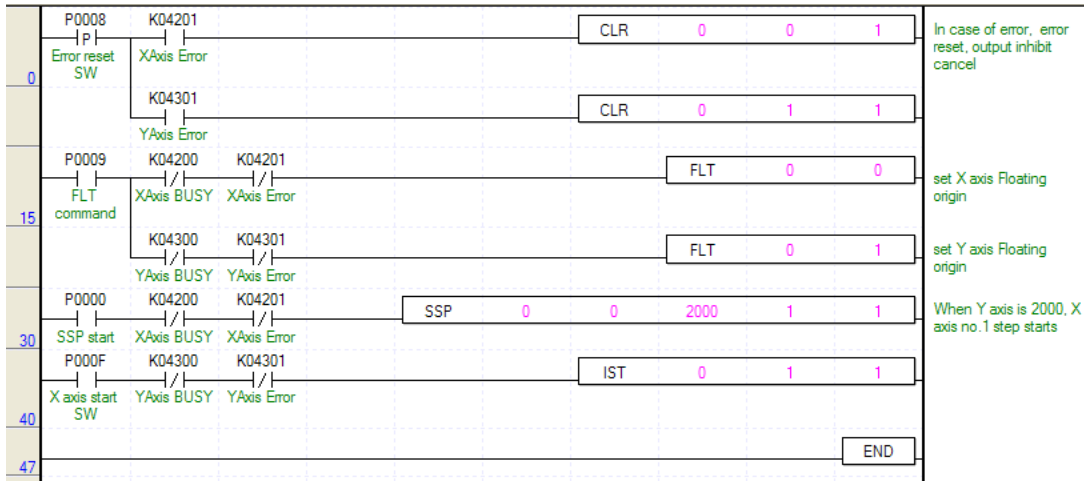 P0008 K04201
P CLR 0 0 1
Error reset SW XAxis Error
In case of error, error
reset, output inhibit
cancel
0
K04301
CLR 0 1 1
YAxis Error
P0009 K04200 K04201
FLT 0 0
FLT command XAxis BUSY XAxis Error
set X axis Floating
origin
15
K04300 K04301
FLT 0 1
YAxis BUSY YAxis Error
set Y axis Floating
origin
P0000 K04200 K04201
SSP 0 0 2000 1 1
SSP start XAxis BUSY XAxis Error
When Y axis is 2000, X
axis no.1 step starts
30
P000F K04300 K04301
IST 0 1 1
X axis start SW YAxis BUSY YAxis Error
40
END
47